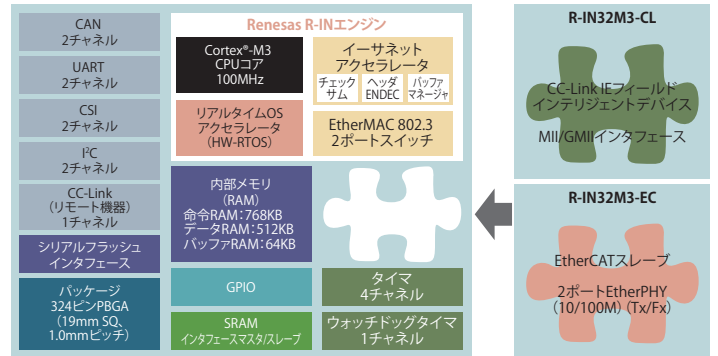 CAN
2チャネル
UART
2チャネル
CSI
2チャネル
I²C
2チャネル
CC-Link
(リモート機器)
1チャネル
シリアルフラッシュ
インタフェース
パッケージ
324ピンPBGA
(19mm SQ、
1.0mmピッチ)
Renesas R-INエンジン
Cortex®-M3
CPUコア
100MHz
イーサネット
アクセラレータ
チェック
サム
ヘッダ
ENDEC
バッファ
マネージャ
リアルタイムOS
アクセラレータ
(HW-RTOS)
EtherMAC 802.3
2ポートスイッチ
内部メモリ
(RAM)
命令RAM:768KB
データRAM:512KB
バッファRAM:64KB
GPIO
タイマ
4チャネル
SRAM
インタフェースマスタ/スレーブ
ウォッチドッグタイマ
1チャネル
R-IN32M3-CL
CC-Link IEフィールド
インテリジェントデバイス
MII/GMIIインタフェース
R-IN32M3-EC
EtherCATスレーブ
2ポートEtherPHY
(10/100M) (Tx/Fx)